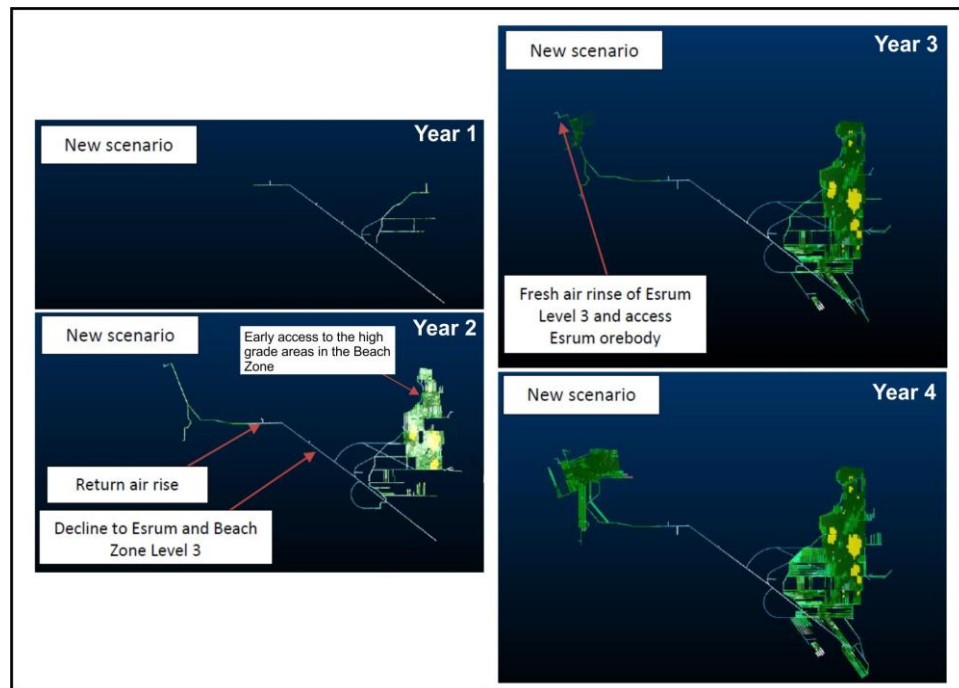 New scenario
Year 1
New scenario
Year 2
Early access to the high
grade areas in the Beach
Zone
Return air rise
Decline to Esrum and Beach
Zone Level 3
New scenario
Year 3
Fresh air rinse of Esrum
Level 3 and access
Esrum orebody
New scenario
Year 4